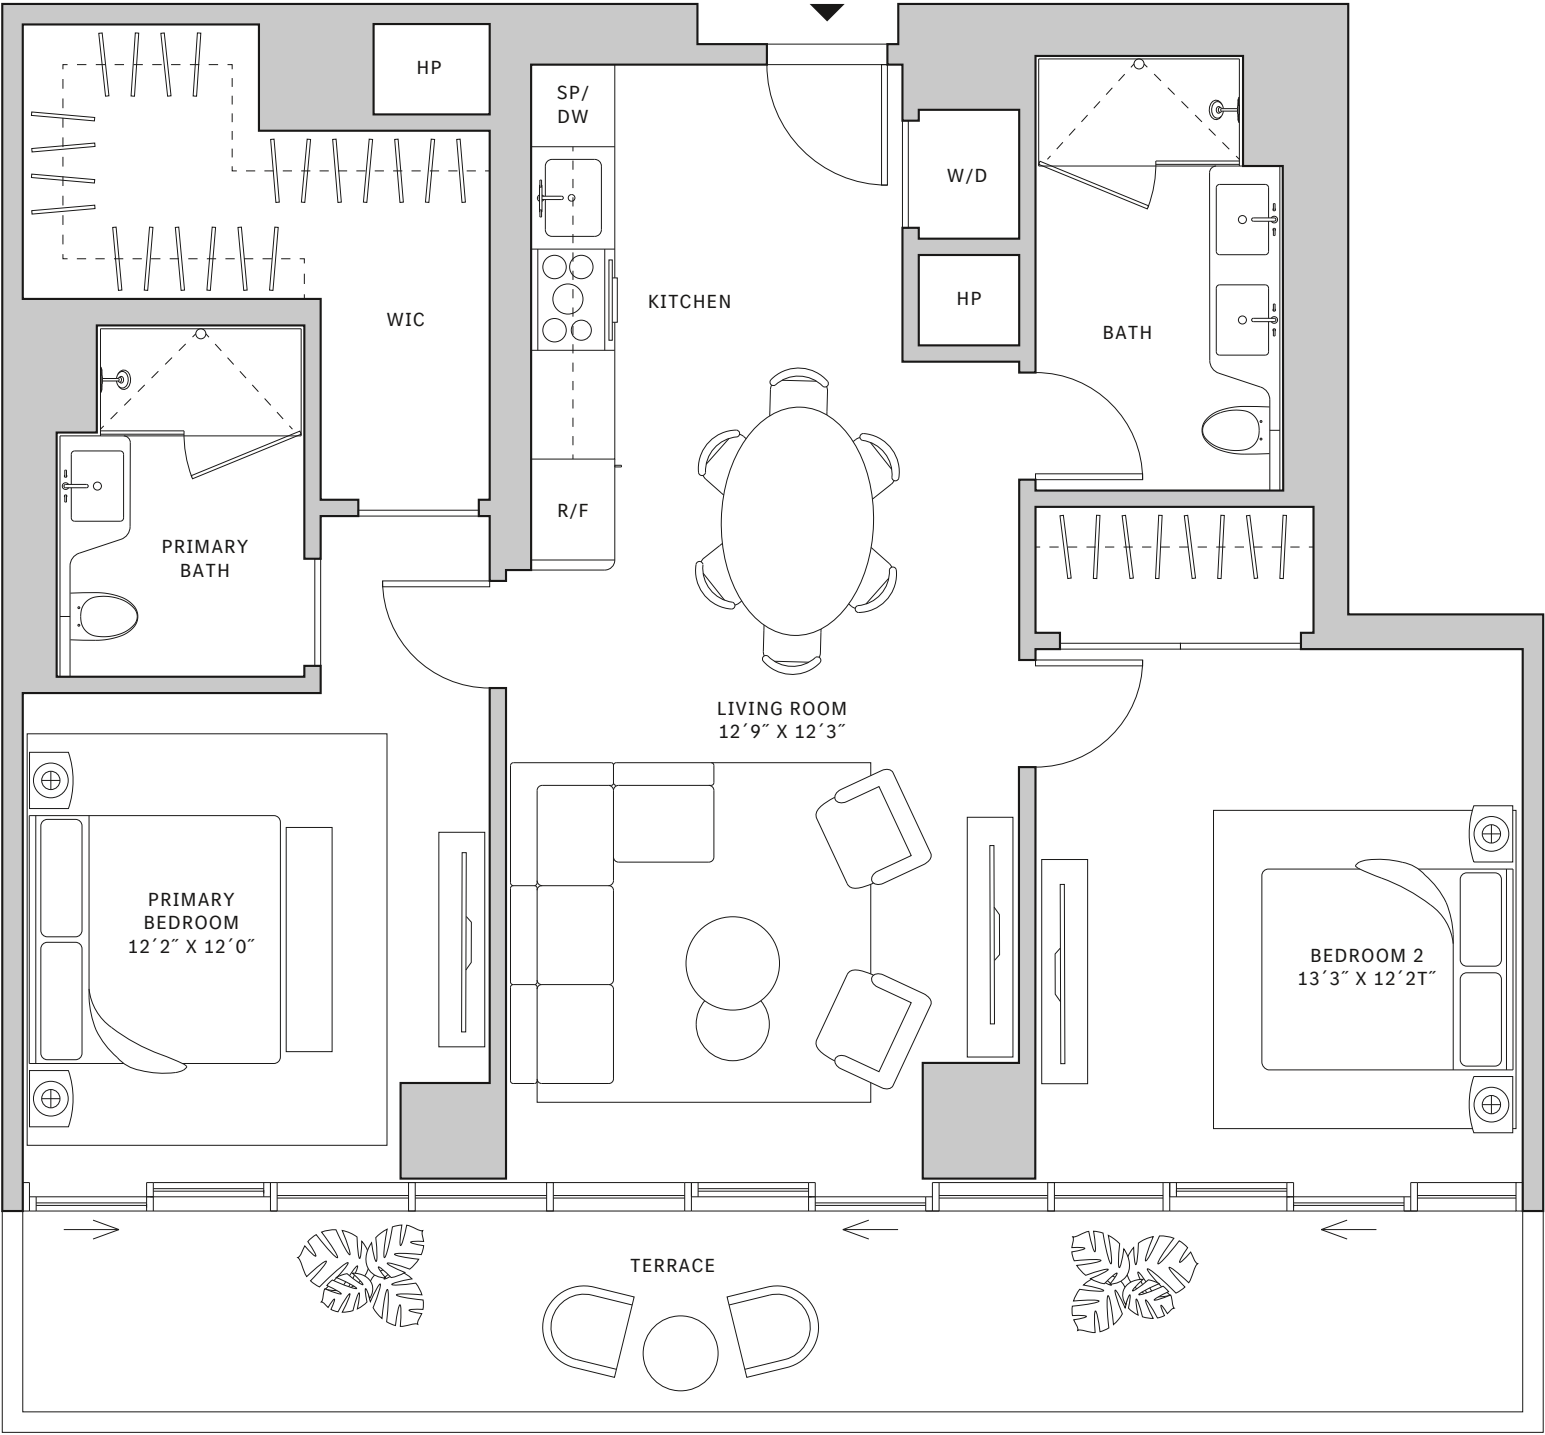 HP
SP/
DW
W/D
HP
KITCHEN
WIC
BATH
R/F
PRIMARY
BATH
LIVING ROOM
12´9˝ X 12´3˝
PRIMARY
BEDROOM
12´2˝ X 12´0˝
BEDROOM 2
13´3˝ X 12´2T˝
TERRACE